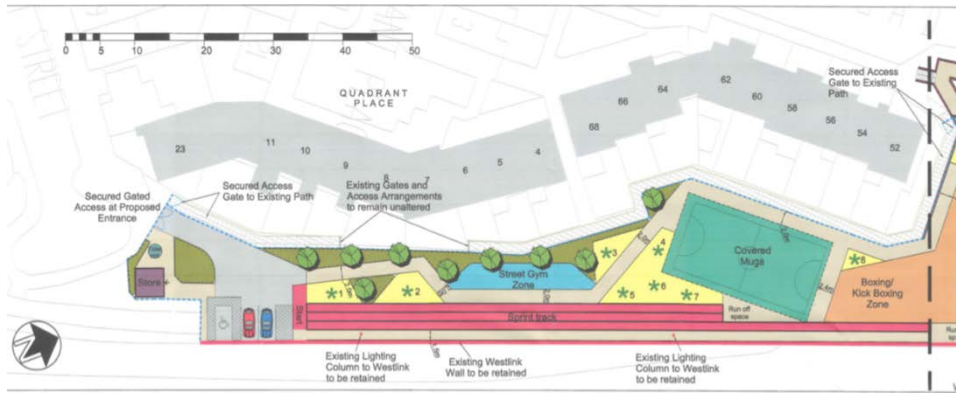 0 5 10 20 30 40 50
QUADRANT
PLACE
23
11
10
9
8
7
6
5
4
68
66
64
62
60
58
56
54
52
Secured Access
Gate to Existing
Path
Secured Gated
Access at Proposed
Entrance
Secured Access
Gate to Existing Path
Existing Gates and
Access Arrangements
to remain unaltered
Store
Start
1
2
3
4
5
6
7
8
Street Gym
Zone
Covered
Mugs
Boxing/
Kick Boxing
Zone
Sprint track
Run off
space
Run off
Existing Lighting
Column to Westlink
to be retained
Existing Westlink
Wall to be retained
Existing Lighting
Column to Westlink
to be retained